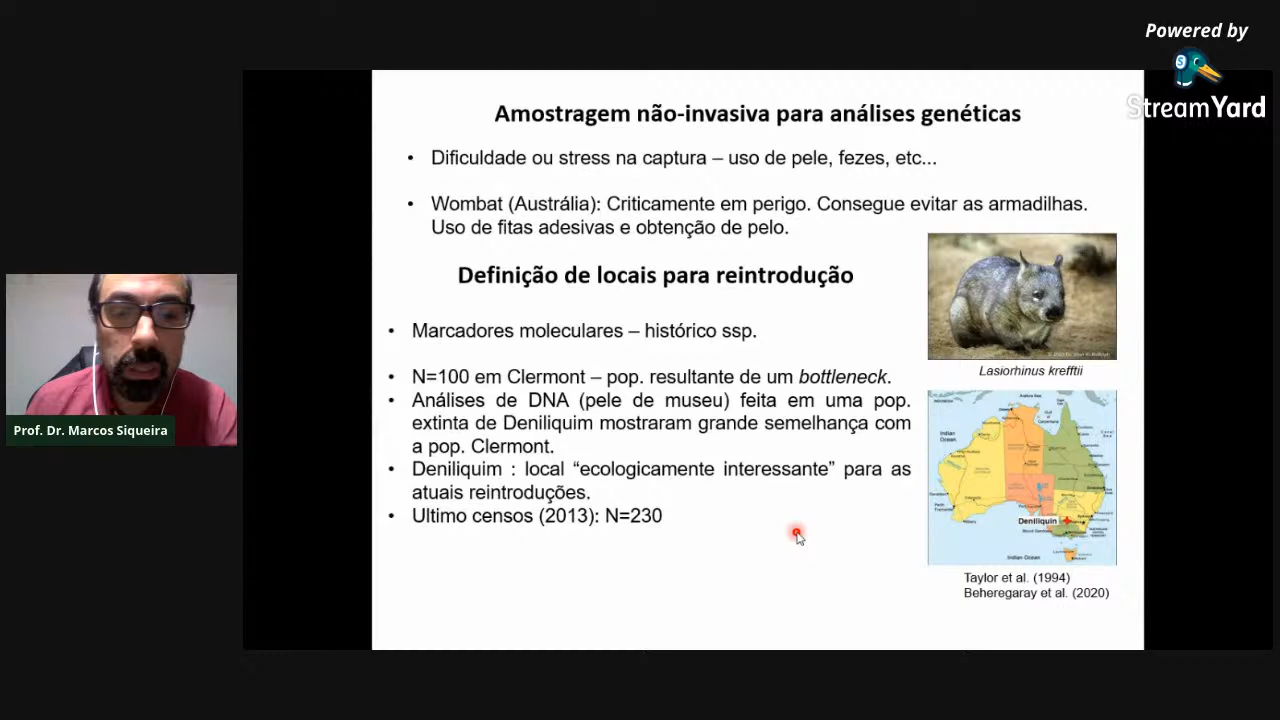 Powered by
StreamYard
Amostragem não-invasiva para análises genéticas
• Dificuldade ou stress na captura – uso de pele, fezes, etc...
• Wombat (Austrália): Criticamente em perigo. Consegue evitar as armadilhas.
Uso de fitas adesivas e obtenção de pelo.
Definição de locais para reintrodução
• Marcadores moleculares – histórico ssp.
Lasiorhinus krefftii
• N=100 em Clermont – pop. resultante de um bottleneck.
• Análises de DNA (pele de museu) feita em uma pop.
extinta de Deniliquim mostraram grande semelhança com
a pop. Clermont.
• Deniliquim : local “ecologicamente interessante” para as
atuais reintroduções.
• Ultimo censos (2013): N=230
Indian
Ocean
Deniliquin
Indian Ocean
Taylor et al. (1994)
Beheregaray et al. (2020)
Prof. Dr. Marcos Siqueira